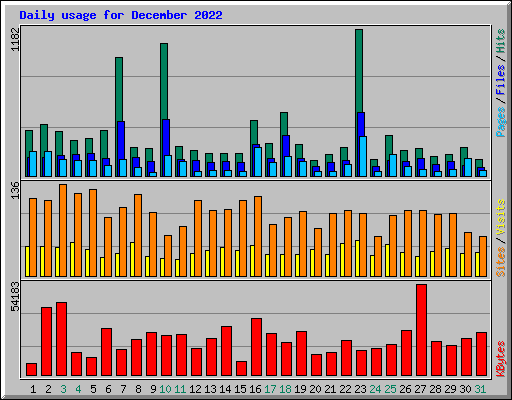 Daily usage for December 2022
1182
Pages / Files / Hits
136
Sites / Visits
54183
KBytes
1 2 3 4 5 6 7 8 9 10 11 12 13 14 15 16 17 18 19 20 21 22 23 24 25 26 27 28 29 30 31